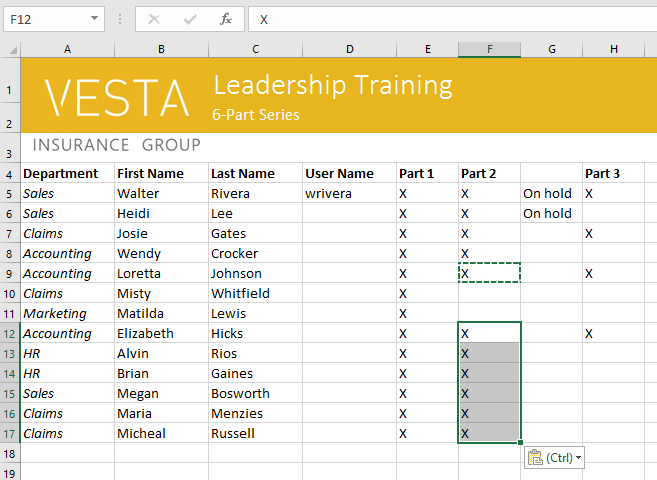 F12 fx X
A B C D E F G H
1 VESTA Leadership Training
2 6-Part Series
3 INSURANCE GROUP
4 Department First Name Last Name User Name Part 1 Part 2 Part 3
5 Sales Walter Rivera wrivera X X On hold X
6 Sales Heidi Lee X X On hold
7 Claims Josie Gates X X X
8 Accounting Wendy Crocker X X
9 Accounting Loretta Johnson X X X
10 Claims Misty Whitfield X
11 Marketing Matilda Lewis X
12 Accounting Elizabeth Hicks X X X
13 HR Alvin Rios X X
14 HR Brian Gaines X X
15 Sales Megan Bosworth X X
16 Claims Maria Menzies X X
17 Claims Micheal Russell X X
18 (Ctrl)
19